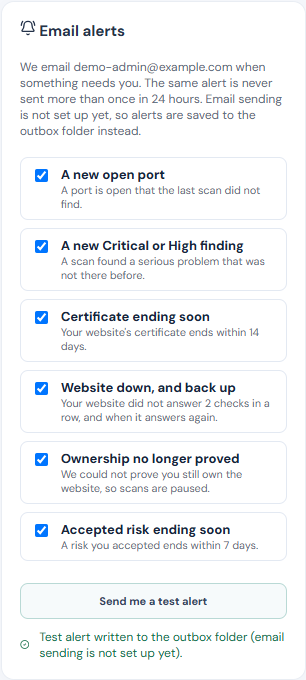 Email alerts
We email demo-admin@example.com when
something needs you. The same alert is never
sent more than once in 24 hours. Email sending
is not set up yet, so alerts are saved to the
outbox folder instead.
A new open port
A port is open that the last scan did not
find.
A new Critical or High finding
A scan found a serious problem that was
not there before.
Certificate ending soon
Your website's certificate ends within 14
days.
Website down, and back up
Your website did not answer 2 checks in a
row, and when it answers again.
Ownership no longer proved
We could not prove you still own the
website, so scans are paused.
Accepted risk ending soon
A risk you accepted ends within 7 days.
Send me a test alert
Test alert written to the outbox folder (email
sending is not set up yet).